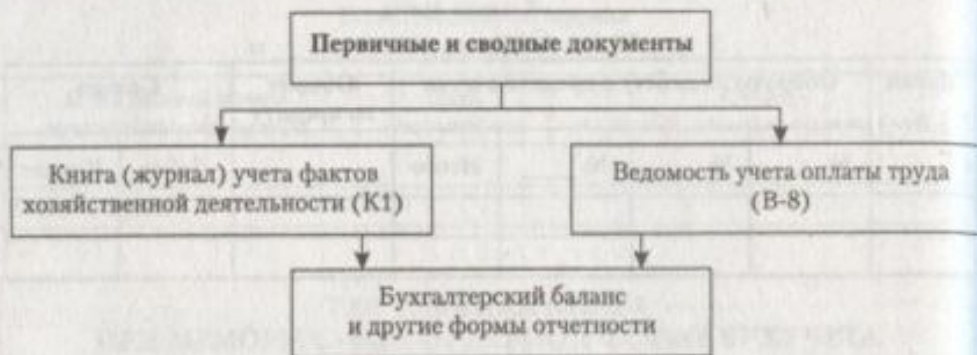 Первичные и сводные документы
Книга (журнал) учета фактов
хозяйственной деятельности (К1)
Ведомость учета оплаты труда
(В-8)
Бухгалтерский баланс
и другие формы отчетности